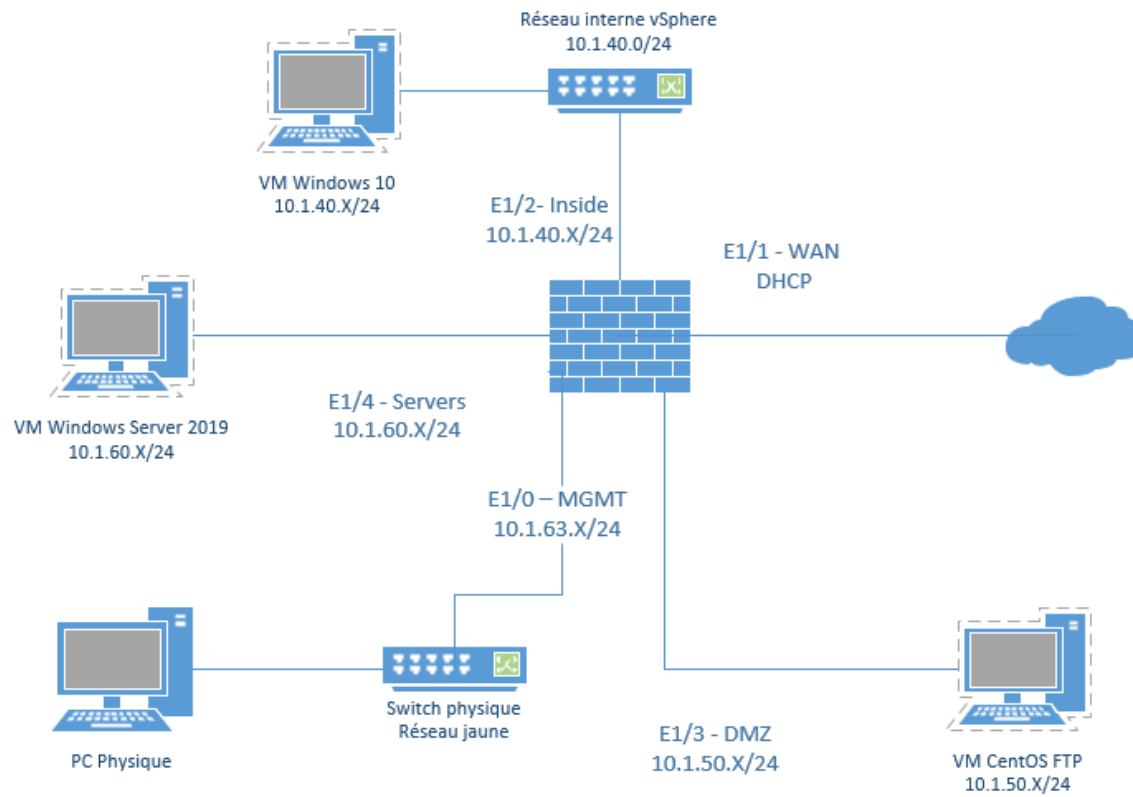 Réseau interne vSphere
10.1.40.0/24
VM Windows 10
10.1.40.X/24
E1/2- Inside
10.1.40.X/24
E1/1 - WAN
DHCP
VM Windows Server 2019
10.1.60.X/24
E1/4 - Servers
10.1.60.X/24
E1/0 – MGMT
10.1.63.X/24
PC Physique
Switch physique
Réseau jaune
E1/3 - DMZ
10.1.50.X/24
VM CentOS FTP
10.1.50.X/24